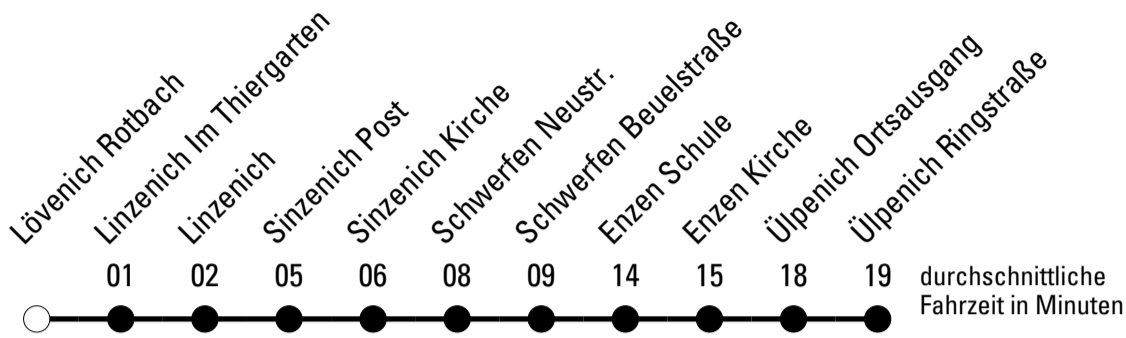 Lövenich Rotbach
Linzenich Im Thiergarten
Linzenich
Sinzenich Post
Sinzenich Kirche
Schwerfen Neustr.
Schwerfen Beuelstraße
Enzen Schule
Enzen Kirche
Ülpenich Ortsausgang
Ülpenich Ringstraße
01 02 05 06 08 09 14 15 18 19
durchschnittliche
Fahrzeit in Minuten